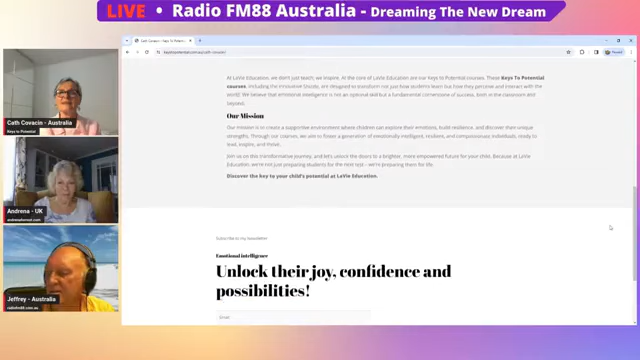 LIVE • Radio FM88 Australia - Dreaming The New Dream
Cath Covacin - Australia
Keys to Potential
Andrena - UK
Jeffrey - Australia
radiofm88.com.au
At LaVie Education, we don't just teach; we inspire. At the core of LaVie Education are our keys to Potential courses. These Keys To Potential
courses, including the innovative Inside, are designed to transform not just how students learn but how they perceive and interact with the
world. We believe that emotional intelligence is not an optional skill but a fundamental cornerstone of success, both in the classroom and
beyond.
Our Mission
Our mission is to create a supportive environment where children can explore their emotions, build resilience, and discover their unique
strengths. Through our courses, we aim to foster a generation of emotionally intelligent, resilient, and compassionate individuals, ready to
lead, inspire, and thrive.
Join us on this transformative journey, and let's unlock the doors to a brighter, more empowered future for your child. Because at LaVie
Education, we're not just preparing students for the next test – we're preparing them for life.
Discover the key to your child's potential at LaVie Education.
Subscribe to my Newsletter
Emotional intelligence
Unlock their joy, confidence and
possibilities!
Email